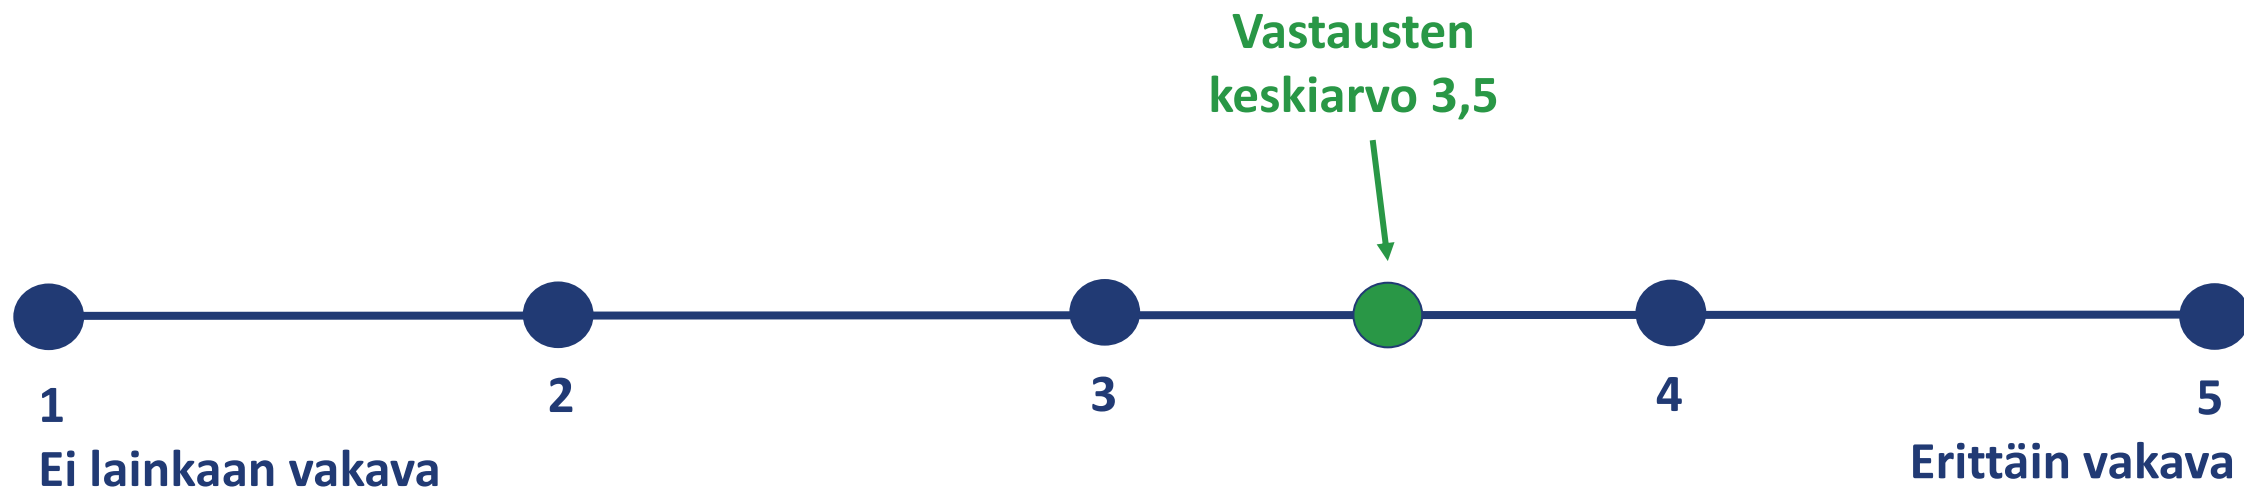 Vastausten
keskiarvo 3,5
1
2
3
4
5
Ei lainkaan vakava
Erittäin vakava